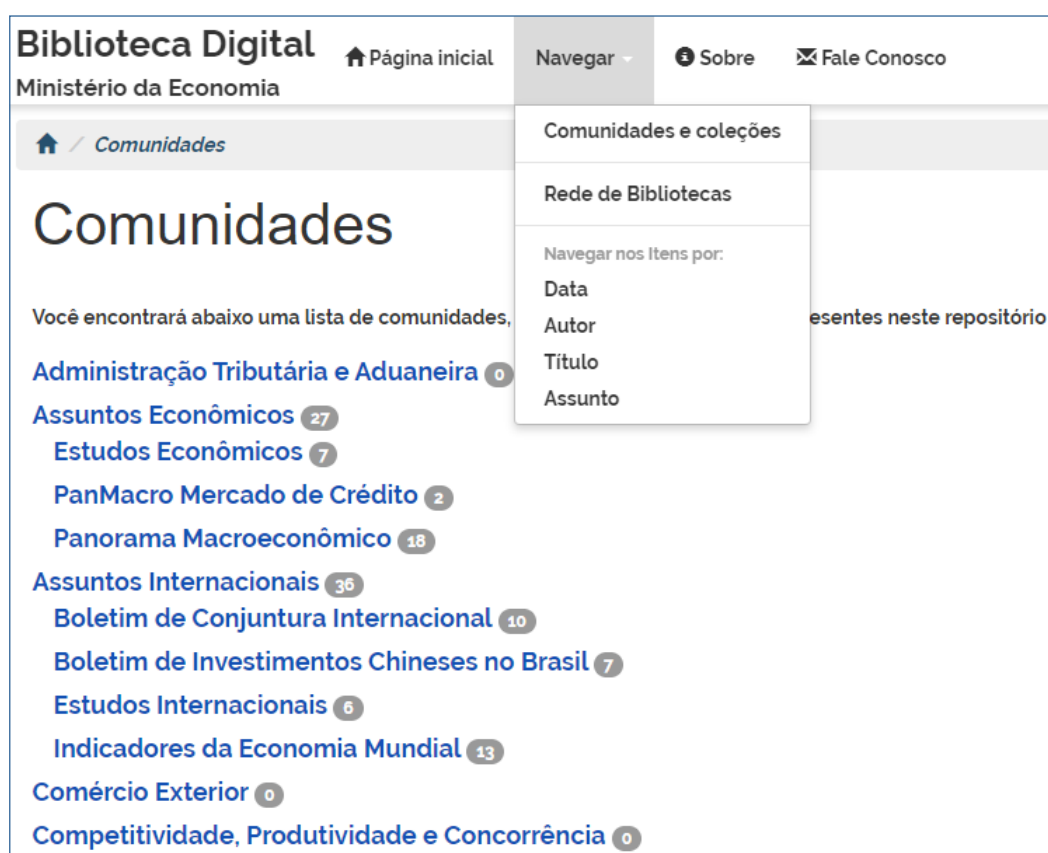 Biblioteca Digital
Ministério da Economia
Página inicial
Navegar
Sobre
Fale Conosco
Comunidades e coleções
Rede de Bibliotecas
Navegar nos Itens por:
Data
Autor
Título
Assunto
/ Comunidades
Comunidades
Você encontrará abaixo uma lista de comunidades, esentes neste repositório
Administração Tributária e Aduaneira 0
Assuntos Econômicos 27
Estudos Econômicos 7
PanMacro Mercado de Crédito 2
Panorama Macroeconômico 18
Assuntos Internacionais 36
Boletim de Conjuntura Internacional 10
Boletim de Investimentos Chineses no Brasil 7
Estudos Internacionais 6
Indicadores da Economia Mundial 13
Comércio Exterior 0
Competitividade, Produtividade e Concorrência 0